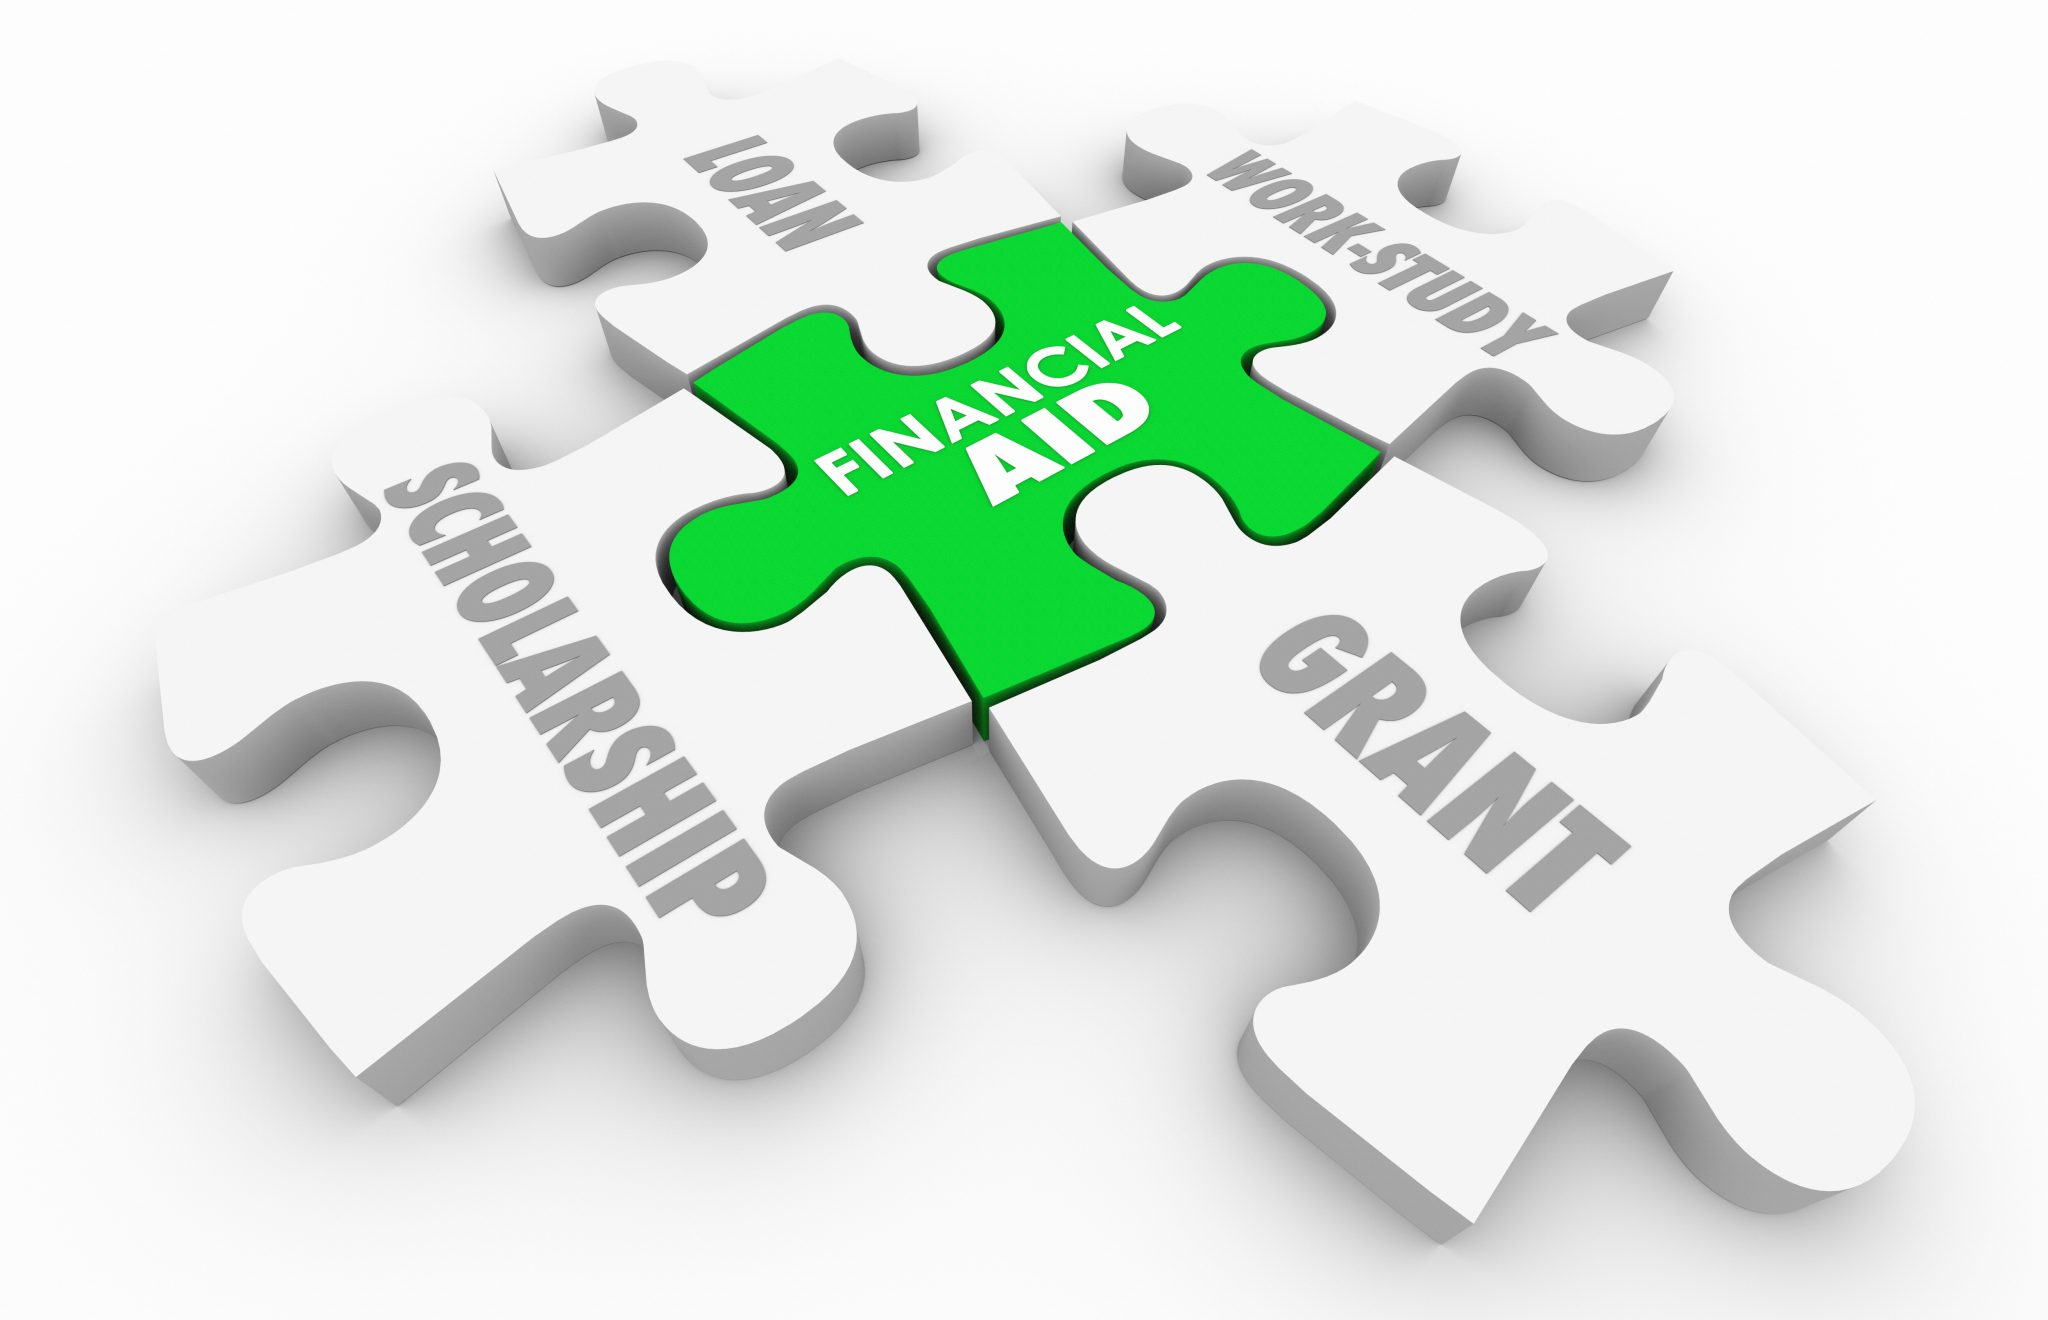 LOAN
WORK-STUDY
FINANCIAL
AID
SCHOLARSHIP
GRANT